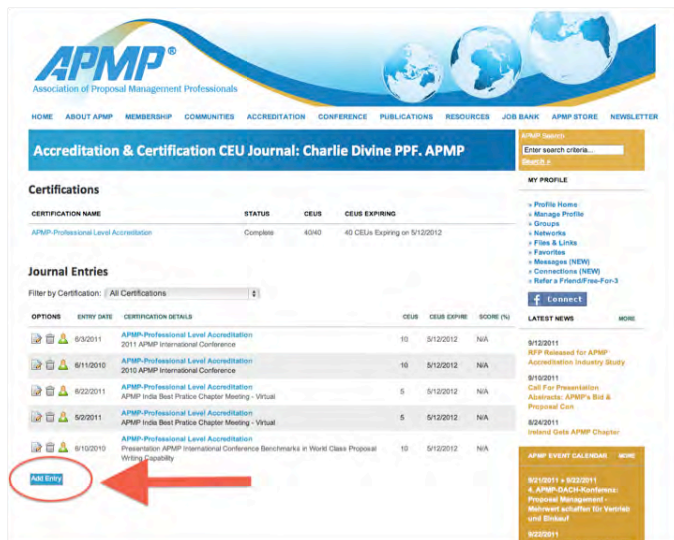 APMP®
Association of Proposal Management Professionals
HOME ABOUT APMP MEMBERSHIP COMMUNITIES ACCREDITATION CONFERENCE PUBLICATIONS RESOURCES JOB BANK APMP STORE NEWSLETTER
Accreditation & Certification CEU Journal: Charlie Divine PPF. APMP
APMP Search
Enter search criteria...
Search »
MY PROFILE
» Profile Home
» Manage Profile
» Groups
» Networks
» Files & Links
» Favorites
» Messages (NEW)
» Connections (NEW)
» Refer a Friend/Free-For-3
f Connect
Certifications
CERTIFICATION NAME STATUS CEUS CEUS EXPIRING
APMP-Professional Level Accreditation Complete 40/40 40 CEUs Expiring on 5/12/2012
Journal Entries
Filter by Certification: All Certifications
OPTIONS ENTRY DATE CERTIFICATION DETAILS CEUS CEUS EXPIRE SCORE (%)
6/3/2011 APMP-Professional Level Accreditation 10 5/12/2012 N/A
2011 APMP International Conference
6/11/2010 APMP-Professional Level Accreditation 10 5/12/2012 N/A
2010 APMP International Conference
8/22/2011 APMP-Professional Level Accreditation 5 5/12/2012 N/A
APMP India Best Pratice Chapter Meeting - Virtual
5/2/2011 APMP-Professional Level Accreditation 5 5/12/2012 N/A
APMP India Best Pratice Chapter Meeting - Virtual
6/10/2010 APMP-Professional Level Accreditation 10 5/12/2012 N/A
Presentation APMP International Conference Benchmarks in World Class Proposal
Writing Capability
Add Entry
LATEST NEWS MORE
9/12/2011
RFP Released for APMP
Accreditation Industry Study
9/10/2011
Call For Presentation
Abstracts: APMP's Bid &
Proposal Con
8/24/2011
Ireland Gets APMP Chapter
APMP EVENT CALENDAR MORE
9/21/2011 » 9/22/2011
4. APMP-DACH-Konferenz:
Proposal Management -
Mehrwert schaffen für Vertrieb
und Einkauf
9/22/2011